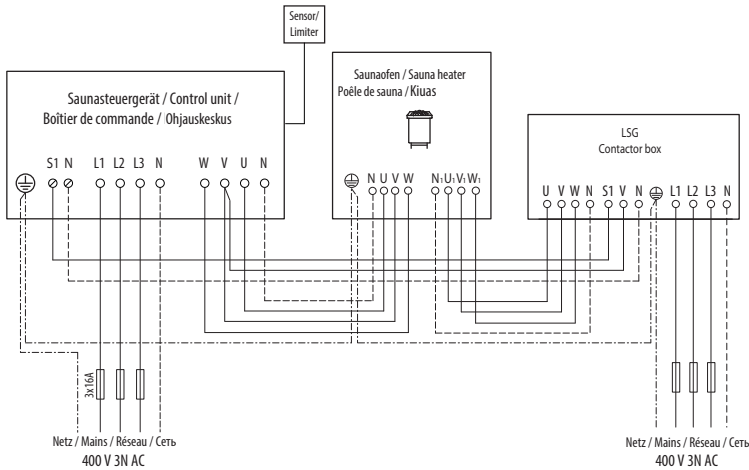 Sensor/
Limiter
Saunasteuergerät / Control unit /
Boîtier de commande / Ohjauskeskus
S1 N L1 L2 L3 N W V U N
Saunaofen / Sauna heater
Poêle de sauna / Kiuas
N U V W N1 U1 V1 W1
LSG
Contactor box
U V W N S1 V N L1 L2 L3 N
3x16A
Netz / Mains / Réseau / Сеть
400 V 3N AC
Netz / Mains / Réseau / Сеть
400 V 3N AC